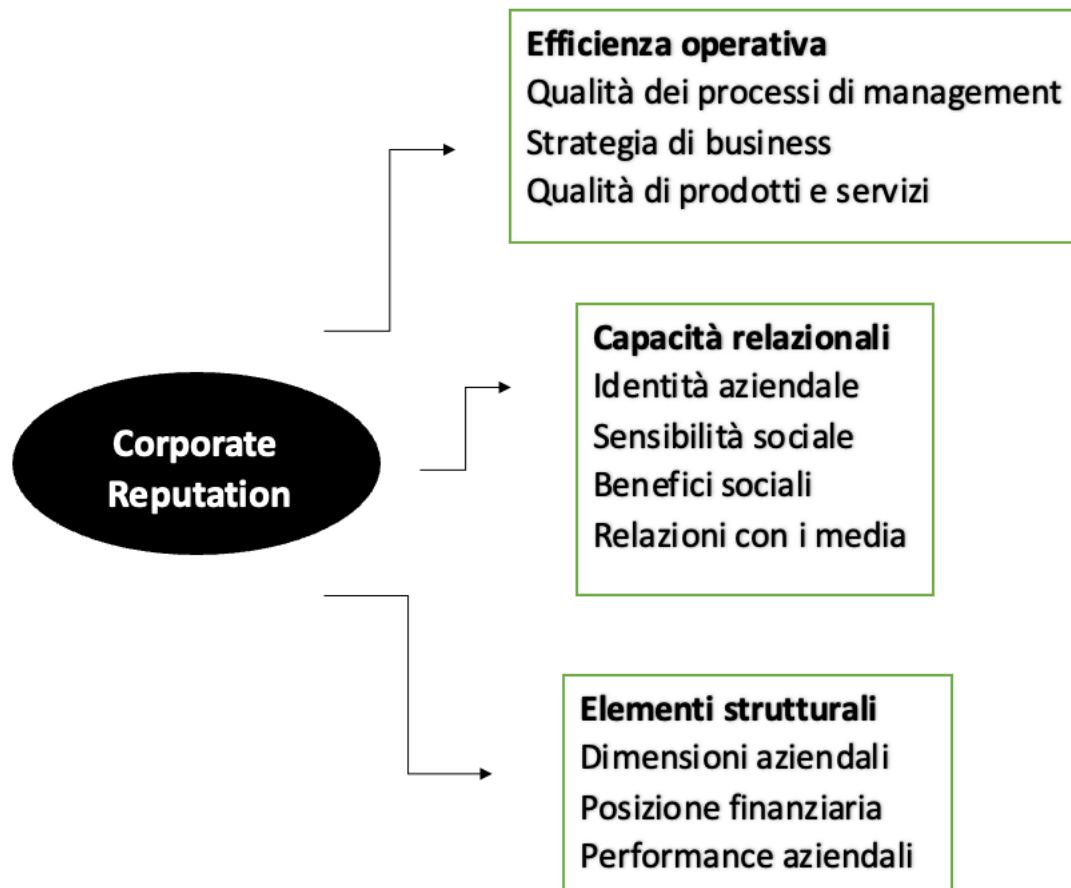 Efficienza operativa
Qualità dei processi di management
Strategia di business
Qualità di prodotti e servizi
Capacità relazionali
Identità aziendale
Sensibilità sociale
Benefici sociali
Relazioni con i media
Corporate
Reputation
Elementi strutturali
Dimensioni aziendali
Posizione finanziaria
Performance aziendali